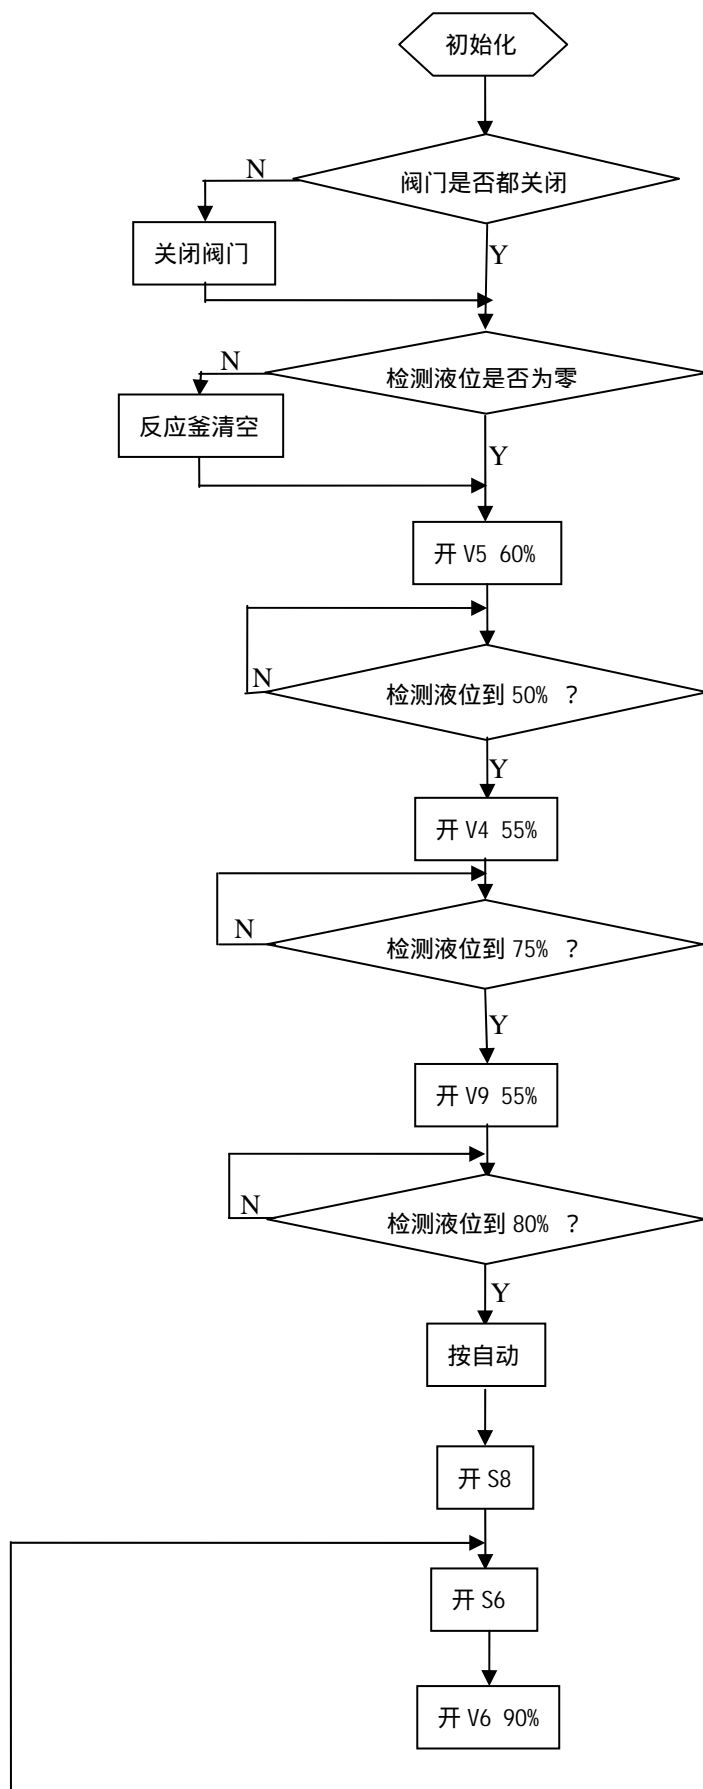 初始化
N
阀门是否都关闭
关闭阀门
Y
N
检测液位是否为零
反应釜清空
Y
开 V5 60%
N
检测液位到 50% ？
Y
开 V4 55%
N
检测液位到 75% ？
Y
开 V9 55%
N
检测液位到 80% ？
Y
按自动
开 S8
开 S6
开 V6 90%